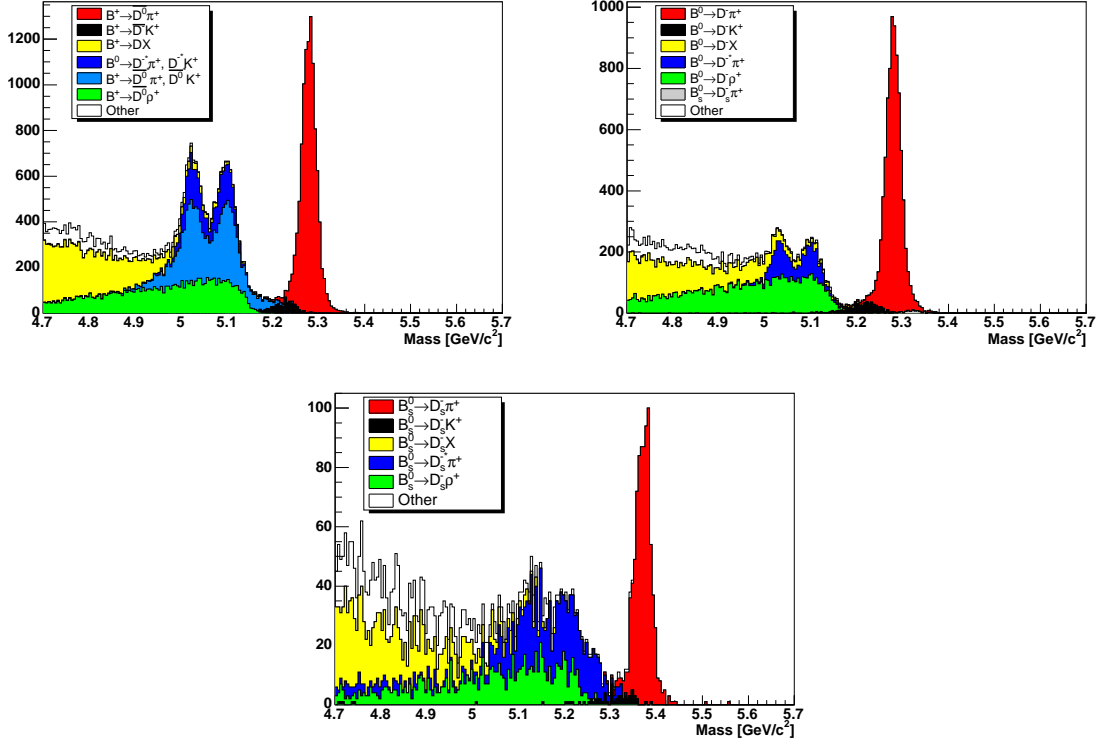 B⁺→D̅⁰π⁺
B⁺→D̅K⁺
B⁺→DX
B⁰→D⁻*π⁺, D⁻*K⁺
B⁺→D̅⁰*π⁺, D̅⁰*K⁺
B⁺→D̅⁰ρ⁺
Other
1200
1000
800
600
400
200
0
4.7 4.8 4.9 5 5.1 5.2 5.3 5.4 5.5 5.6 5.7
Mass [GeV/c²]
B⁰→D⁻π⁺
B⁰→D⁻K⁺
B⁰→D⁻X
B⁰→D⁻*π⁺
B⁰→D⁻ρ⁺
B⁰ₛ→D⁻ₛπ⁺
Other
1000
800
600
400
200
0
4.7 4.8 4.9 5 5.1 5.2 5.3 5.4 5.5 5.6 5.7
Mass [GeV/c²]
B⁰ₛ→D⁻ₛπ⁺
B⁰ₛ→D⁻ₛK⁺
B⁰ₛ→D⁻ₛX
B⁰ₛ→D⁻*ₛπ⁺
B⁰ₛ→D⁻ₛρ⁺
Other
100
80
60
40
20
0
4.7 4.8 4.9 5 5.1 5.2 5.3 5.4 5.5 5.6 5.7
Mass [GeV/c²]